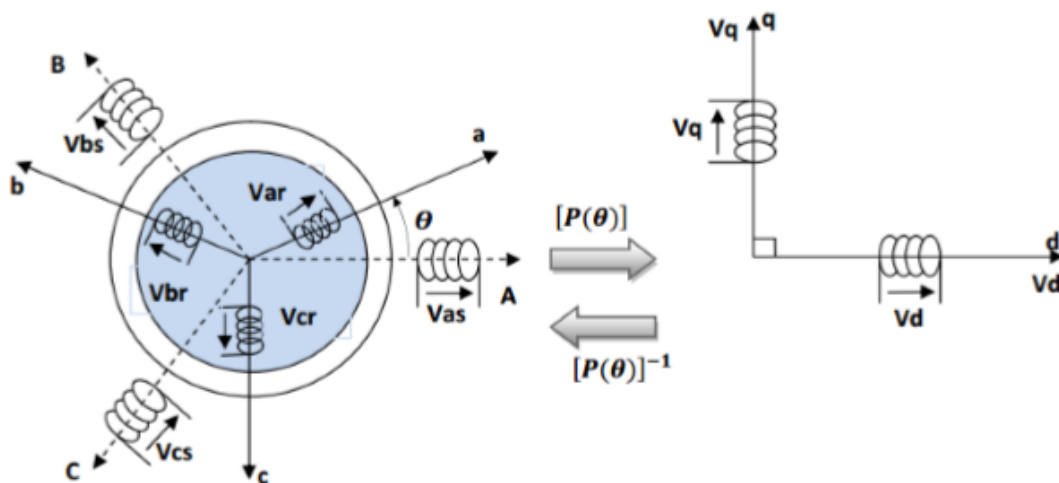 B
Vbs
b
Vbr
Var
a
Θ
A
Vas
Vcr
C
Vcs
c
[P(θ)]
[P(θ)]⁻¹
Vq q
Vq
d
Vd
Vd